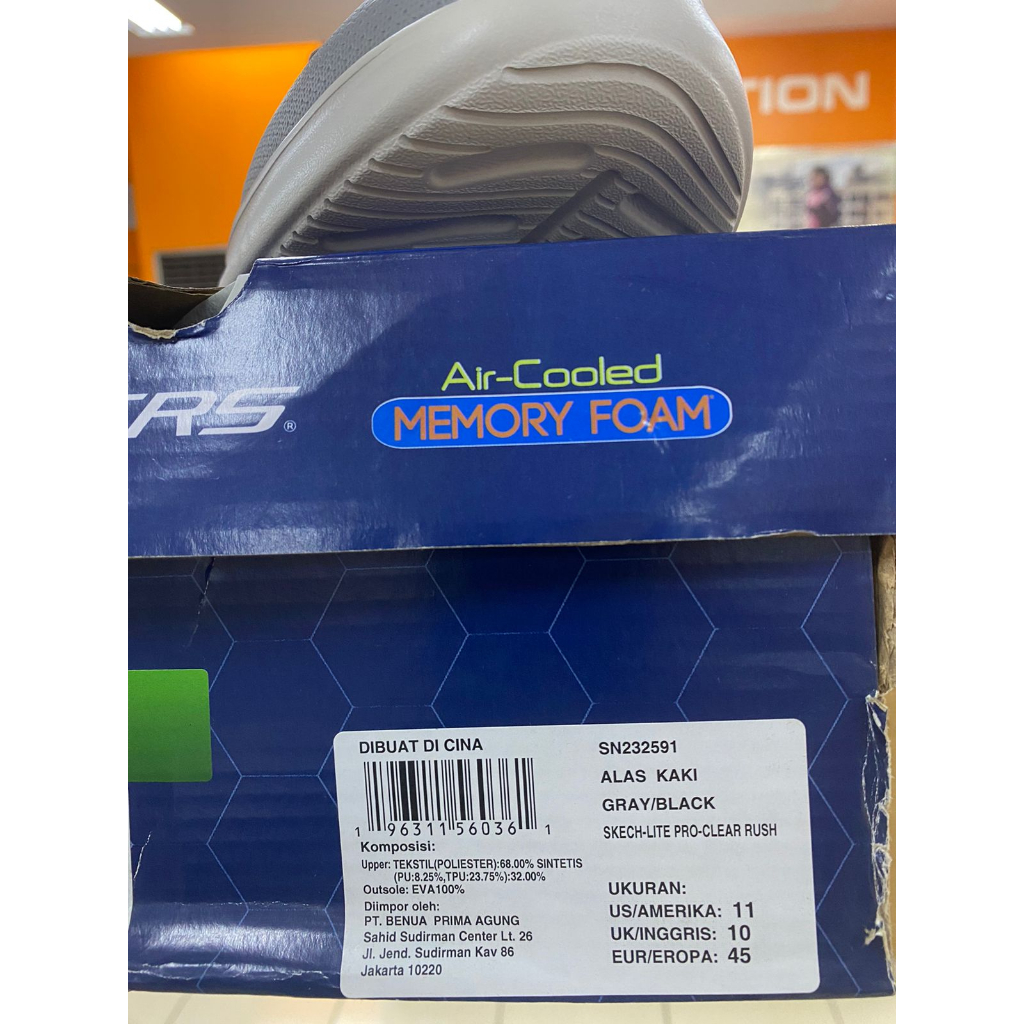 TION
ERS®
Air-Cooled
MEMORY FOAM
DIBUAT DI CINA
1 96311 56036 1
Komposisi:
Upper: TEKSTIL(POLIESTER):68.00% SINTETIS
(PU:8.25%,TPU:23.75%):32.00%
Outsole: EVA100%
Diimpor oleh:
PT. BENUA PRIMA AGUNG
Sahid Sudirman Center Lt. 26
Jl. Jend. Sudirman Kav 86
Jakarta 10220
SN232591
ALAS KAKI
GRAY/BLACK
SKECH-LITE PRO-CLEAR RUSH
UKURAN:
US/AMERIKA: 11
UK/INGGRIS: 10
EUR/EROPA: 45